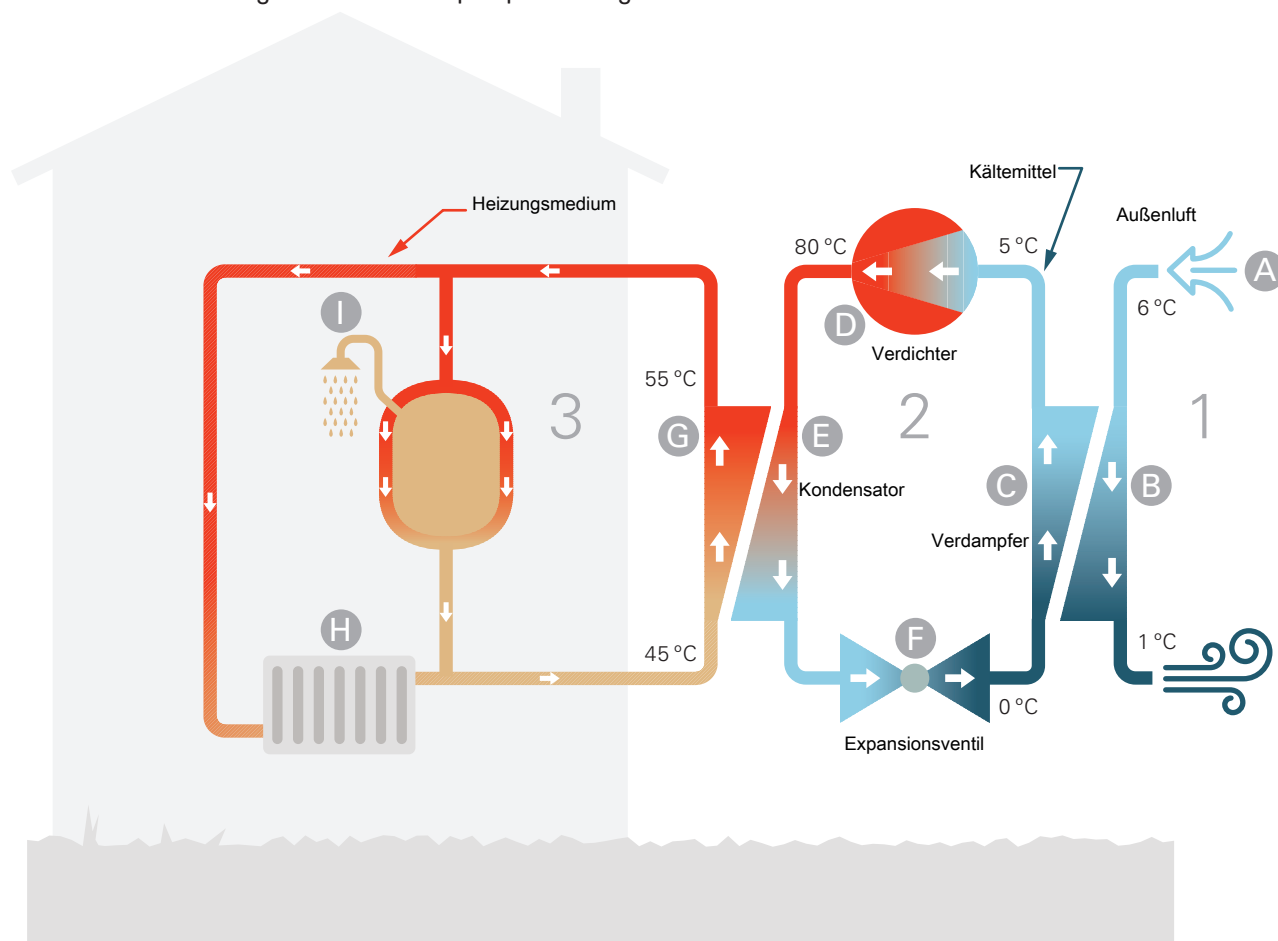 Kältemittel
Heizungsmedium
Außenluft
80 °C
5 °C
A
6 °C
I
D
Verdichter
55 °C
3
2
1
G
E
C
B
Kondensator
Verdampfer
H
F
45 °C
1 °C
0 °C
Expansionsventil